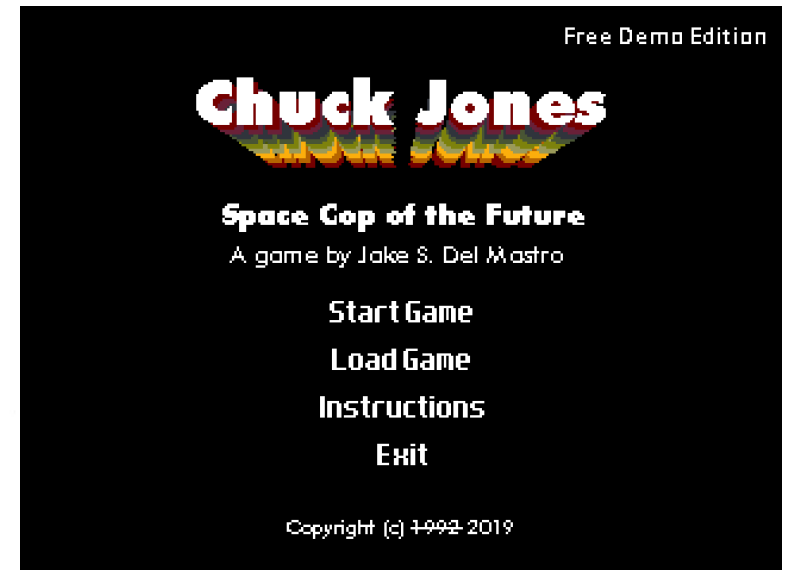 Free Demo Edition
Chuck Jones
Space Cop of the Future
A game by Jake S. Del Mastro
Start Game
Load Game
Instructions
Exit
Copyright (c) 1992 2019